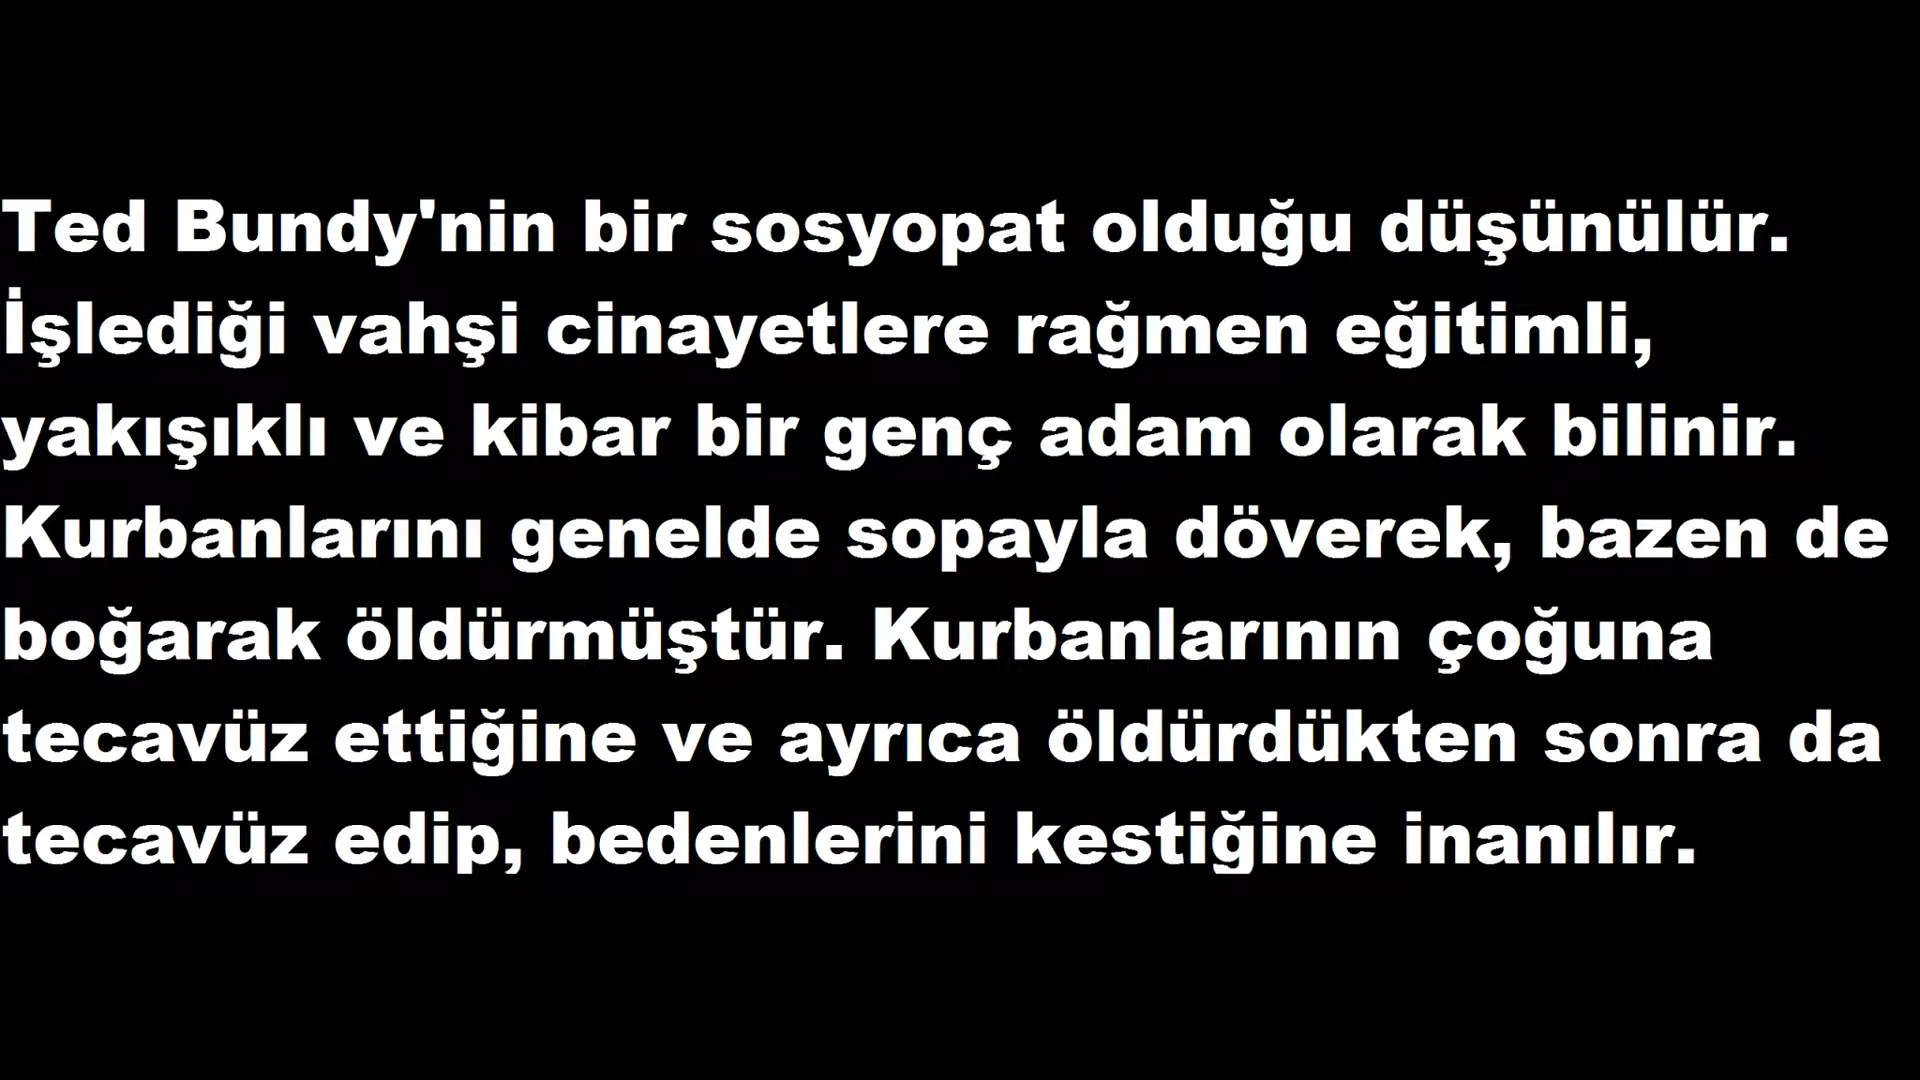 Ted Bundy'nin bir sosyopat olduğu düşünülür.
İşlediği vahşi cinayetlere rağmen eğitimli,
yakışıklı ve kibar bir genç adam olarak bilinir.
Kurbanlarını genelde sopayla döverek, bazen de
boğarak öldürmüştür. Kurbanlarının çoğuna
tecavüz ettiğine ve ayrıca öldürdükten sonra da
tecavüz edip, bedenlerini kestiğine inanılır.